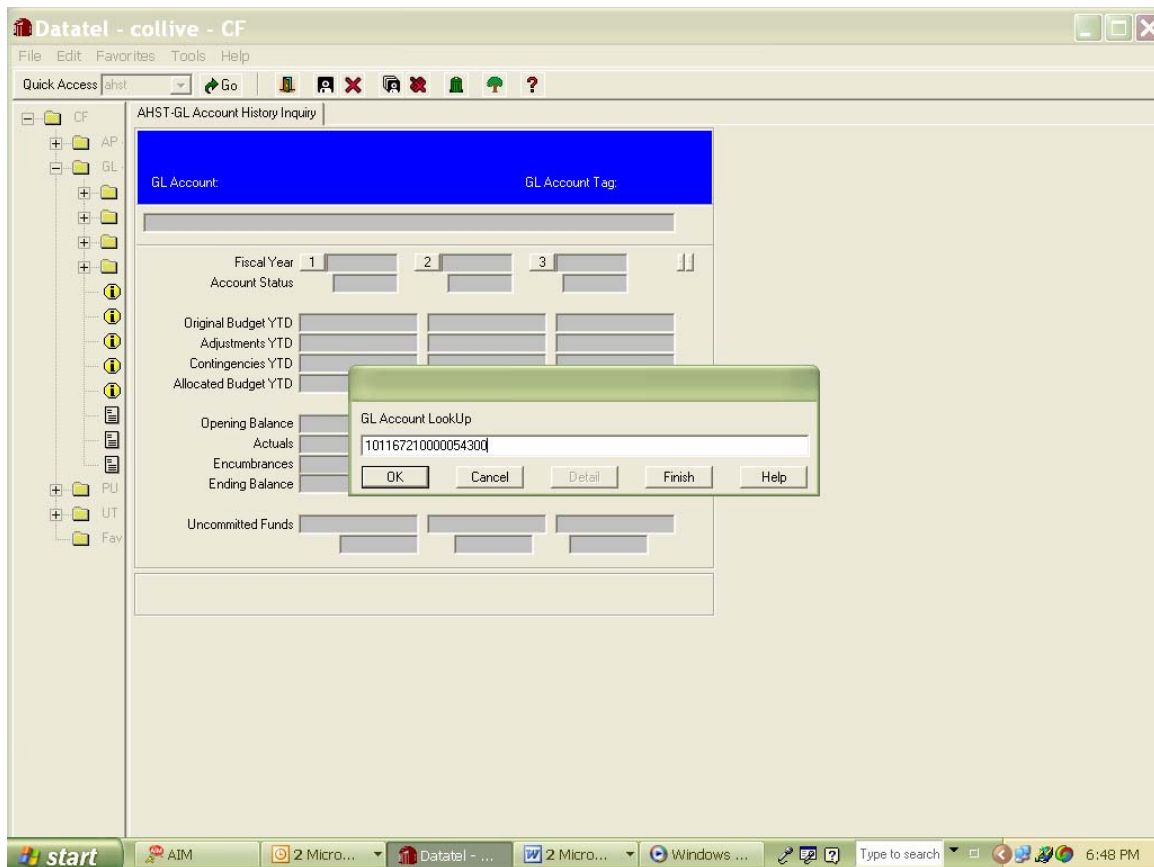 Datatel - collive - CF
File Edit Favorites Tools Help
Quick Access ahst Go ?
CF
AP
GL
PU
UT
Fav
AHST-GL Account History Inquiry
GL Account: GL Account Tag:
Fiscal Year 1 2 3
Account Status
Original Budget YTD
Adjustments YTD
Contingencies YTD
Allocated Budget YTD
Opening Balance
Actuals
Encumbrances
Ending Balance
Uncommitted Funds
GL Account LookUp
101167210000054300
OK Cancel Detail Finish Help
start AIM 2 Micro... Datatel - ... 2 Micro... Windows ... Type to search 6:48 PM